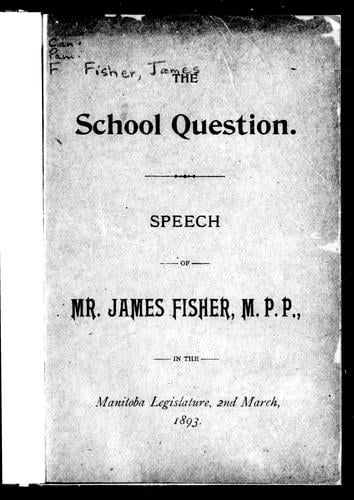 Can.
Pam.
F Fisher, James
THE
School Question.
SPEECH
OF
MR. JAMES FISHER, M. P. P.,
IN THE
Manitoba Legislature, 2nd March,
1893.